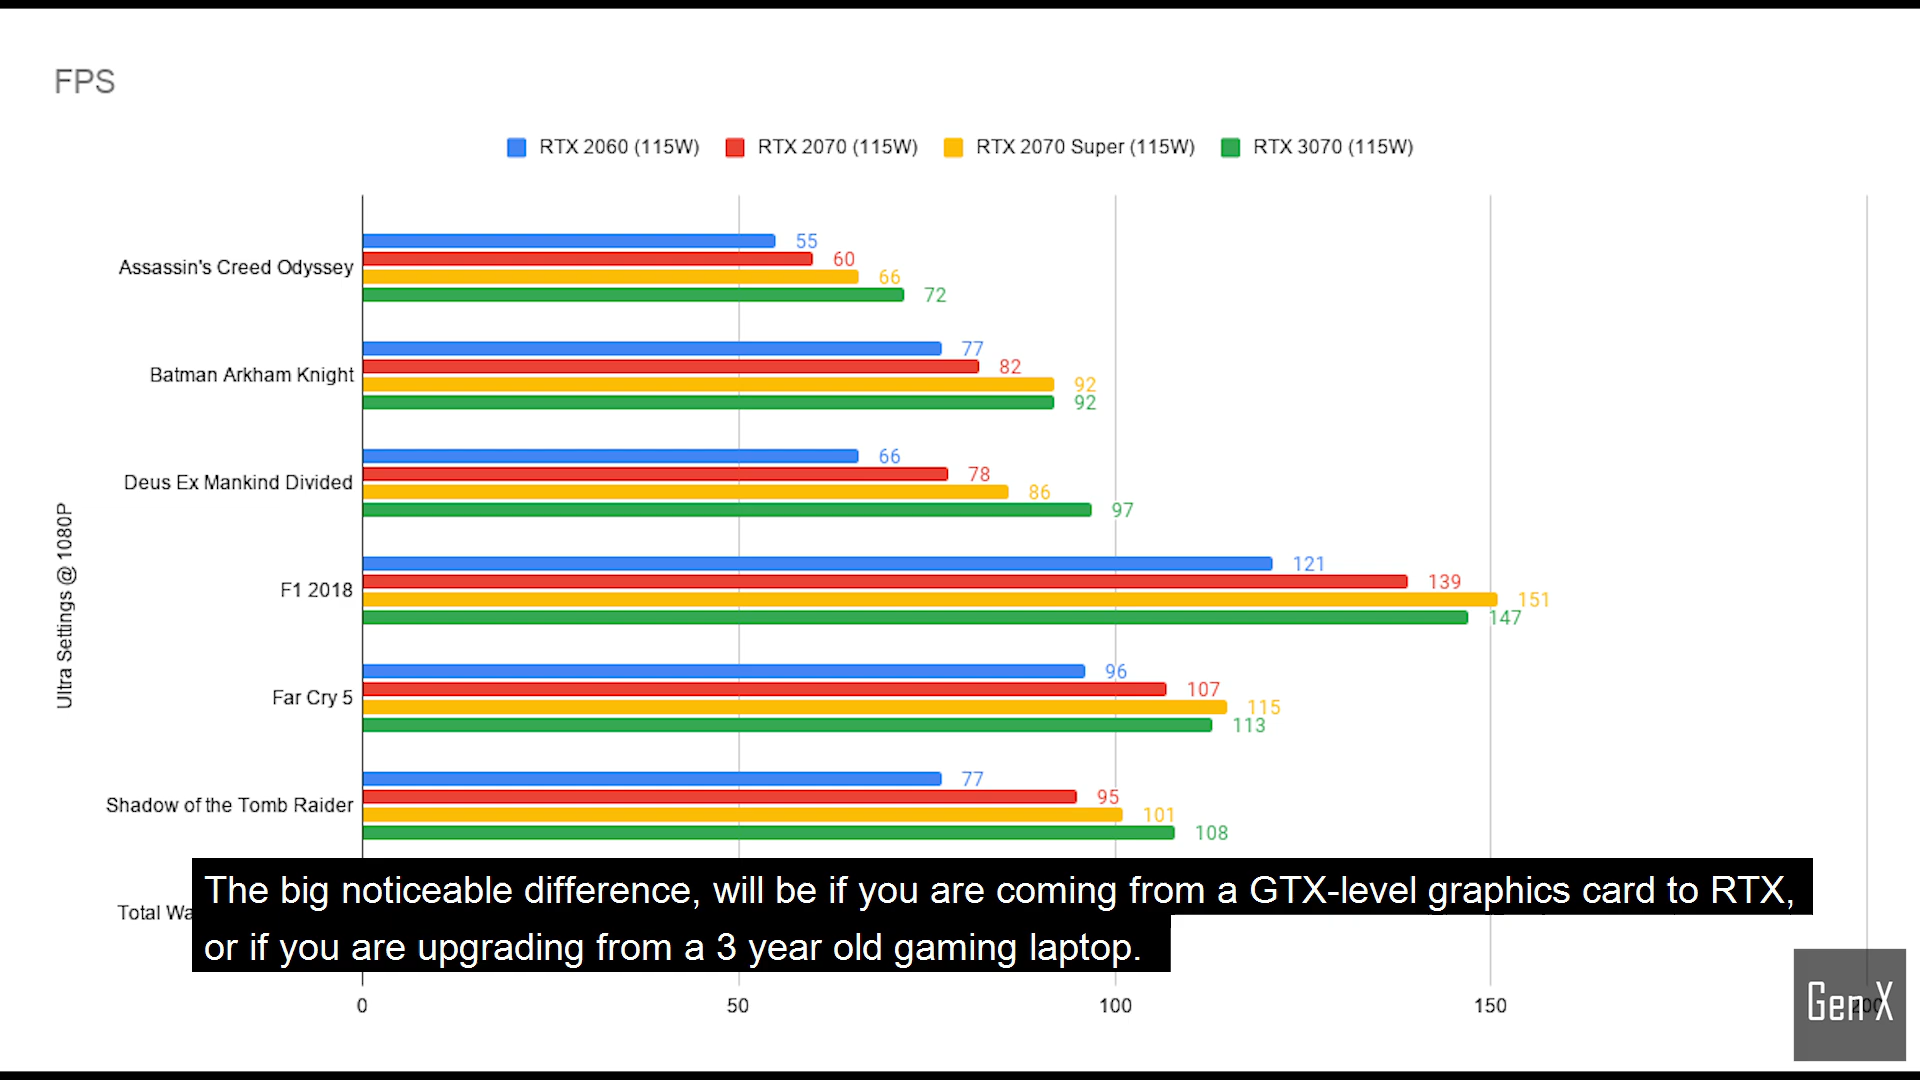 FPS
RTX 2060 (115W) RTX 2070 (115W) RTX 2070 Super (115W) RTX 3070 (115W)
Ultra Settings @ 1080P
Assassin's Creed Odyssey
55
60
66
72
Batman Arkham Knight
77
82
92
92
Deus Ex Mankind Divided
66
78
86
97
F1 2018
121
139
151
147
Far Cry 5
96
107
115
113
Shadow of the Tomb Raider
77
95
101
108
Total
The big noticeable difference, will be if you are coming from a GTX-level graphics card to RTX,
or if you are upgrading from a 3 year old gaming laptop.
0 50 100 150
Gen X